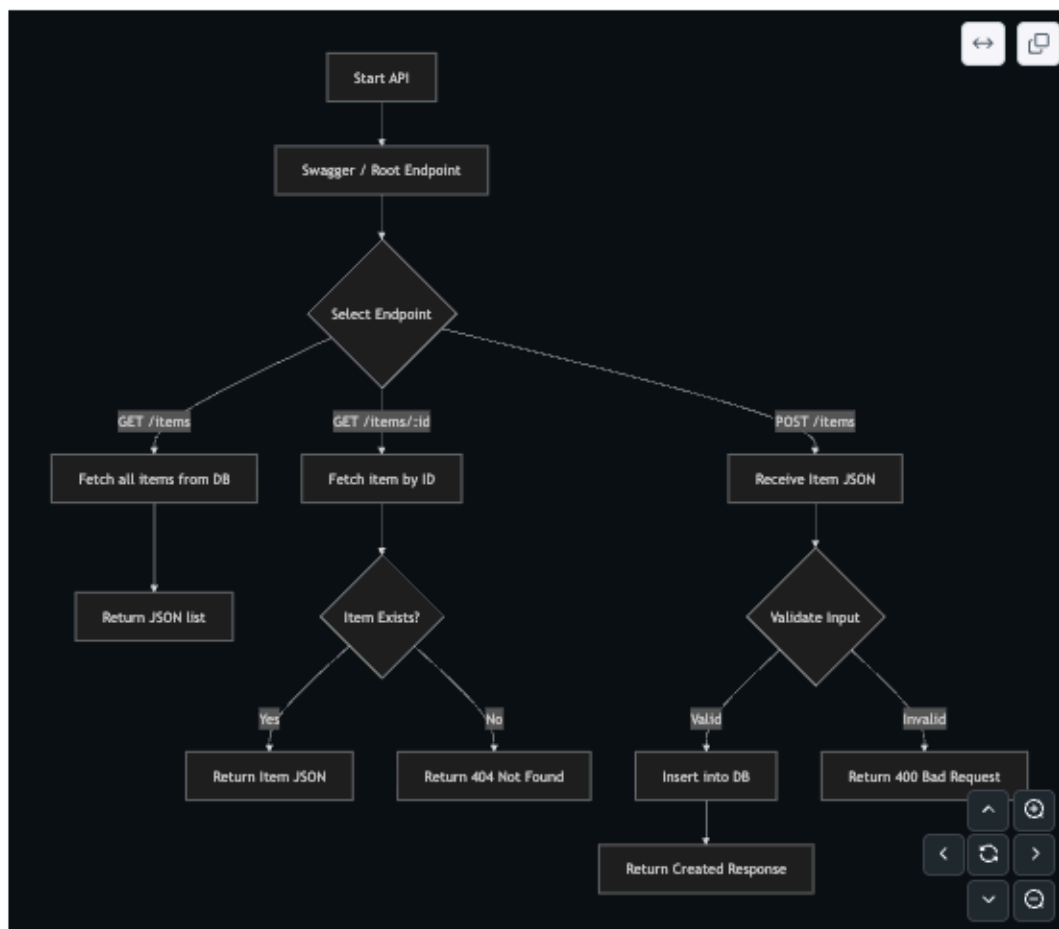 Start API
Swagger / Root Endpoint
Select Endpoint
GET /items
GET /items/:id
POST /items
Fetch all items from DB
Fetch item by ID
Receive Item JSON
Return JSON list
Item Exists?
Validate Input
Yes
No
Valid
Invalid
Return Item JSON
Return 404 Not Found
Insert into DB
Return 400 Bad Request
Return Created Response